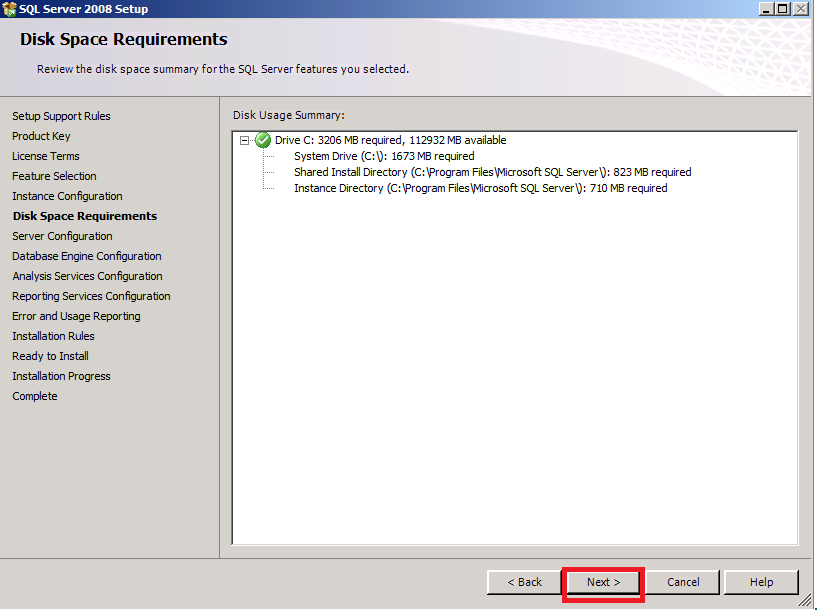 SQL Server 2008 Setup
Disk Space Requirements
Review the disk space summary for the SQL Server features you selected.
Setup Support Rules
Product Key
License Terms
Feature Selection
Instance Configuration
Disk Space Requirements
Server Configuration
Database Engine Configuration
Analysis Services Configuration
Reporting Services Configuration
Error and Usage Reporting
Installation Rules
Ready to Install
Installation Progress
Complete
Disk Usage Summary:
Drive C: 3206 MB required, 112932 MB available
System Drive (C:\): 1673 MB required
Shared Install Directory (C:\Program Files\Microsoft SQL Server\): 823 MB required
Instance Directory (C:\Program Files\Microsoft SQL Server\): 710 MB required
< Back
Next >
Cancel
Help